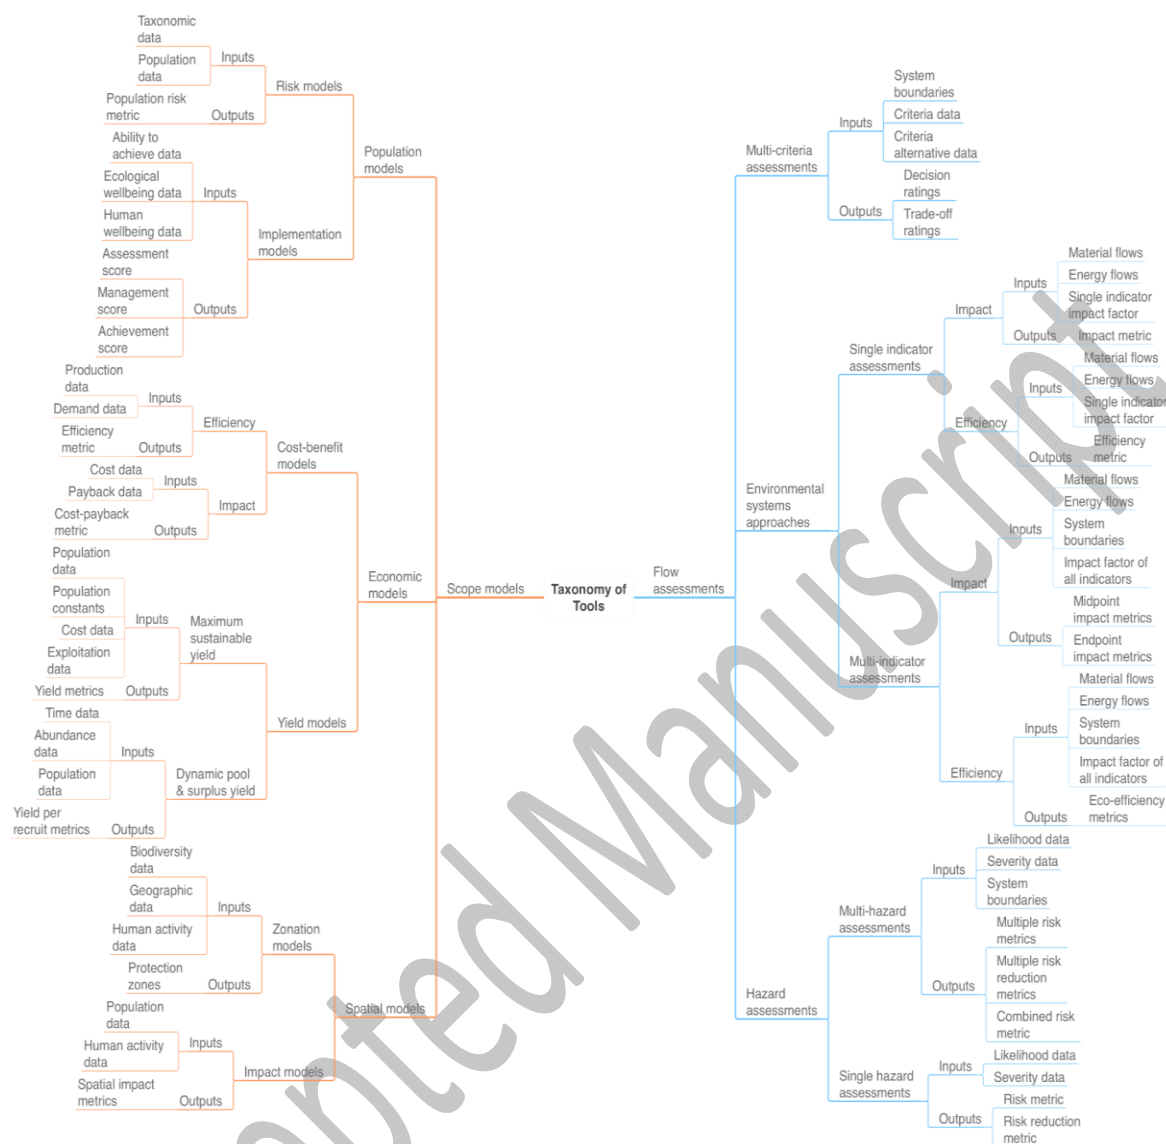 Taxonomic
data
Population
data
Inputs
Risk models
Population risk
metric
Outputs
Ability to
achieve data
Ecological
wellbeing data
Human
wellbeing data
Inputs
Population
models
Implementation
models
Assessment
score
Management
score
Achievement
score
Outputs
Production
data
Demand data
Inputs
Efficiency
Efficiency
metric
Outputs
Cost-benefit
models
Cost data
Payback data
Inputs
Impact
Cost-payback
metric
Outputs
Population
data
Population
constants
Cost data
Exploitation
data
Inputs
Maximum
sustainable
yield
Yield metrics
Outputs
Economic
models
Scope models
Yield models
Time data
Abundance
data
Population
data
Inputs
Dynamic pool
& surplus yield
Yield per
recruit metrics
Outputs
Biodiversity
data
Geographic
data
Human activity
data
Inputs
Zonation
models
Protection
zones
Outputs
Spatial models
Population
data
Human activity
data
Inputs
Impact models
Spatial impact
metrics
Outputs
Taxonomy of
Tools
Flow
assessments
Multi-criteria
assessments
Inputs
System
boundaries
Criteria data
Criteria
alternative data
Outputs
Decision
ratings
Trade-off
ratings
Environmental
systems
approaches
Single indicator
assessments
Impact
Inputs
Material flows
Energy flows
Single indicator
impact factor
Outputs
Impact metric
Efficiency
Inputs
Material flows
Energy flows
Single indicator
impact factor
Outputs
Efficiency
metric
Multi-indicator
assessments
Impact
Inputs
Material flows
Energy flows
System
boundaries
Impact factor of
all indicators
Outputs
Midpoint
impact metrics
Endpoint
impact metrics
Efficiency
Inputs
Material flows
Energy flows
System
boundaries
Impact factor of
all indicators
Outputs
Eco-efficiency
metrics
Hazard
assessments
Multi-hazard
assessments
Inputs
Likelihood data
Severity data
System
boundaries
Outputs
Multiple risk
metrics
Multiple risk
reduction
metrics
Combined risk
metric
Single hazard
assessments
Inputs
Likelihood data
Severity data
Outputs
Risk metric
Risk reduction
metric
epted Manuscript